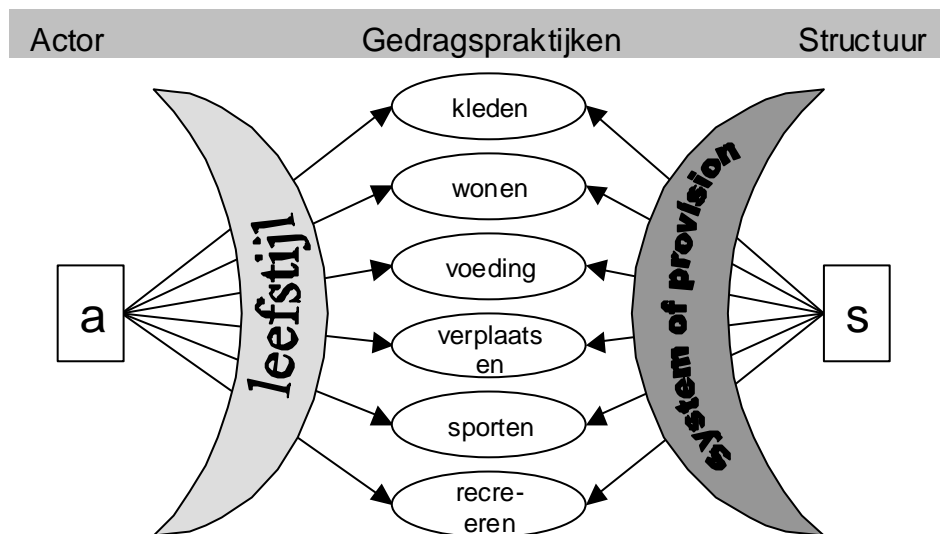 Actor Gedragspraktijken Structuur
kleden
wonen
voeding
verplaats
en
sporten
recre-
eren
a
leefstijl
system of provision
s